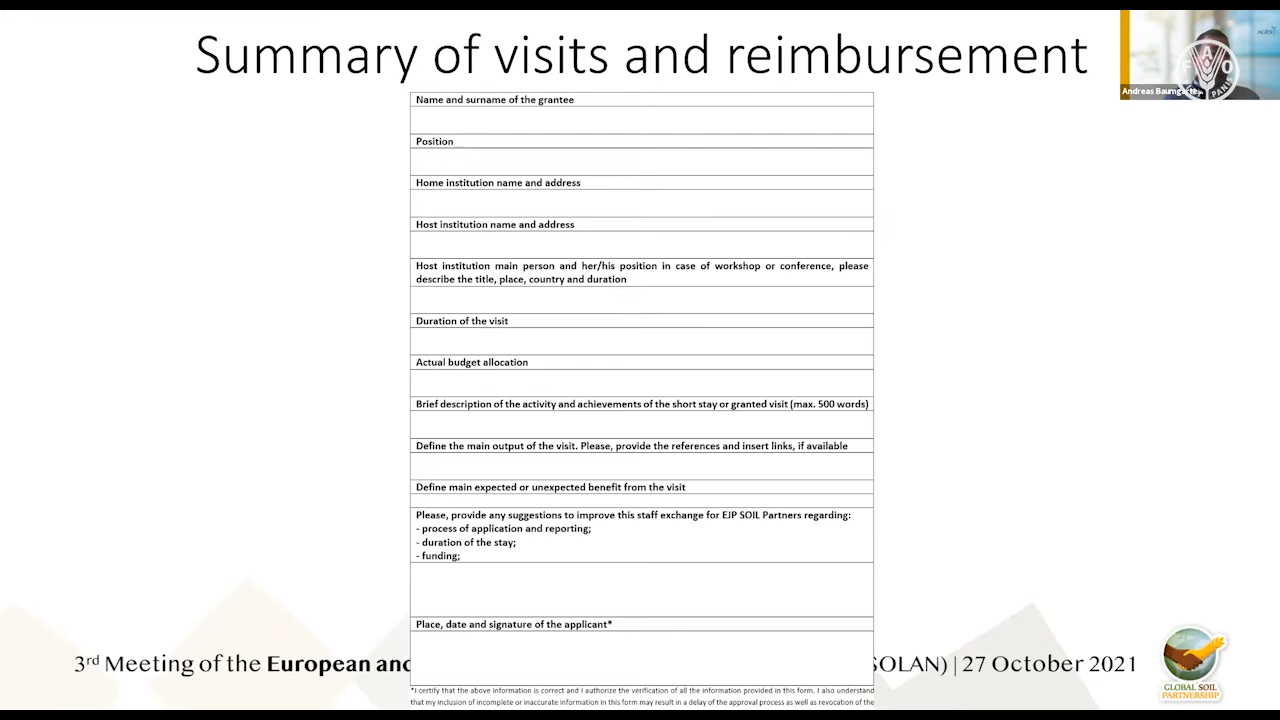 Summary of visits and reimbursement
AGES
FAO
PANIS
Andreas Baumgarten
Name and surname of the grantee
Position
Home institution name and address
Host institution name and address
Host institution main person and her/his position in case of workshop or conference, please
describe the title, place, country and duration
Duration of the visit
Actual budget allocation
Brief description of the activity and achievements of the short stay or granted visit (max. 500 words)
Define the main output of the visit. Please, provide the references and insert links, if available
Define main expected or unexpected benefit from the visit
Please, provide any suggestions to improve this staff exchange for EJP SOIL Partners regarding:
- process of application and reporting;
- duration of the stay;
- funding;
Place, date and signature of the applicant*
3rd Meeting of the European and SOLAN) | 27 October 2021
GLOBAL SOIL
PARTNERSHIP
*I certify that the above information is correct and I authorize the verification of all the information provided in this form. I also understand
that my inclusion of incomplete or inaccurate information in this form may result in a delay of the approval process as well as revocation of the